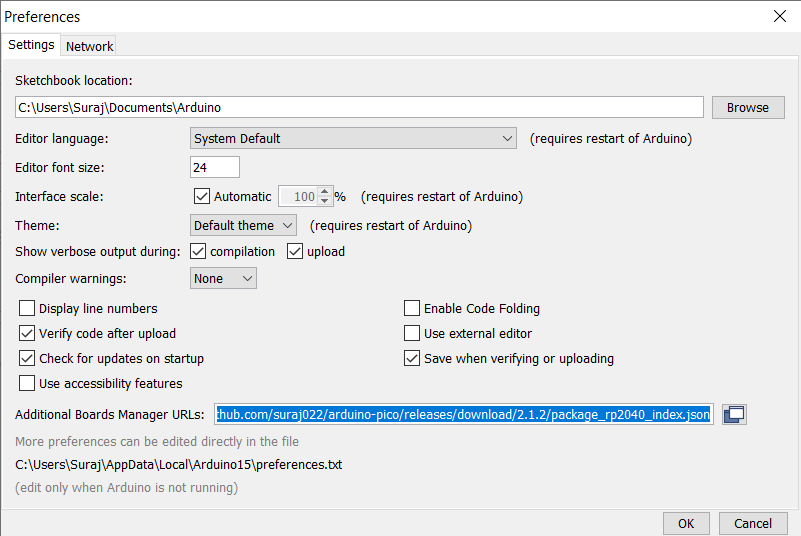 Preferences
Settings Network
Sketchbook location:
C:\Users\Suraj\Documents\Arduino Browse
Editor language: System Default (requires restart of Arduino)
Editor font size: 24
Interface scale: Automatic 100 % (requires restart of Arduino)
Theme: Default theme (requires restart of Arduino)
Show verbose output during: compilation upload
Compiler warnings: None
Display line numbers Enable Code Folding
Verify code after upload Use external editor
Check for updates on startup Save when verifying or uploading
Use accessibility features
Additional Boards Manager URLs: thub.com/suraj022/arduino-pico/releases/download/2.1.2/package_rp2040_index.json
More preferences can be edited directly in the file
C:\Users\Suraj\AppData\Local\Arduino15\preferences.txt
(edit only when Arduino is not running)
OK Cancel